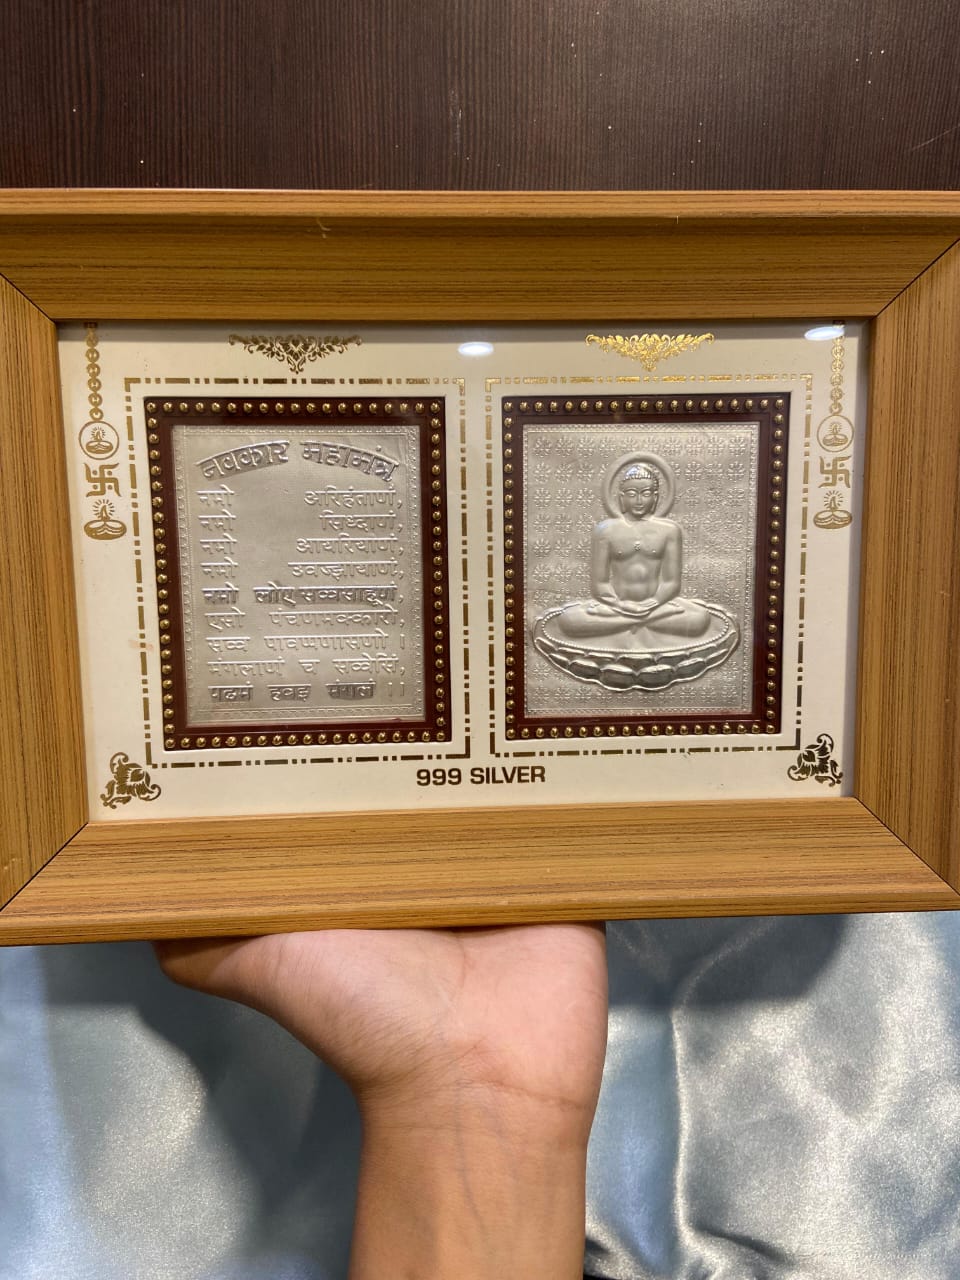 नवकार महामंत्र
नमो अरिहंताणं,
नमो सिध्दाणं,
नमो आयरियाणं,
नमो उवज्झायाणं,
नमो लोए सव्वसाहूणं,
एसो पंचणमक्कारो,
सव्व पावप्पणासणो ।
मंगलाणं च सव्वेसिं,
पढमं हवइ मंगलं ।।
999 SILVER